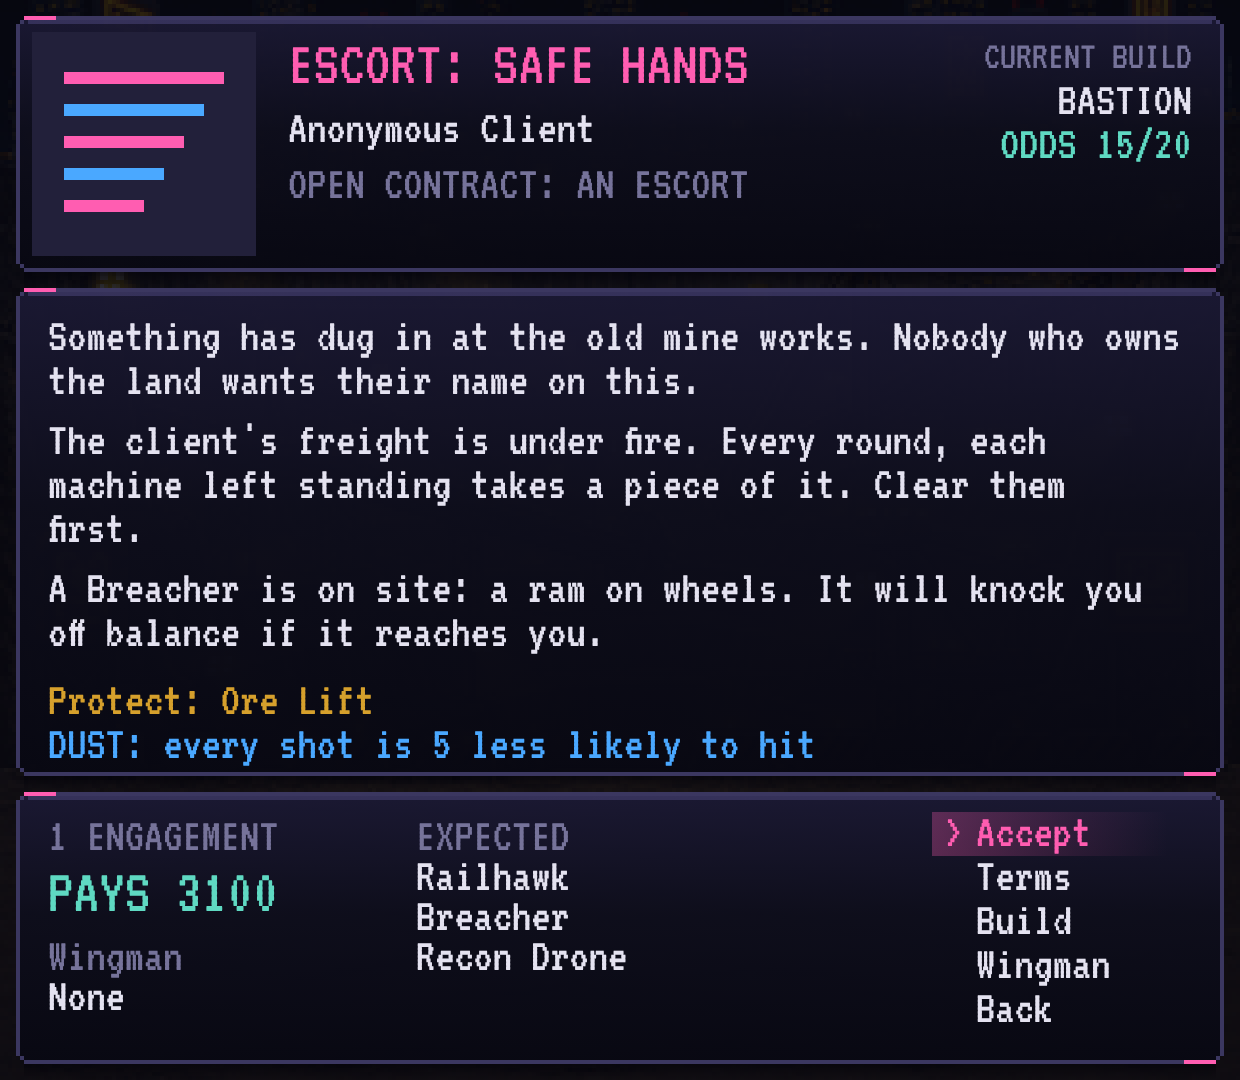 ESCORT: SAFE HANDS
Anonymous Client
OPEN CONTRACT: AN ESCORT
CURRENT BUILD
BASTION
ODDS 15/20
Something has dug in at the old mine works. Nobody who owns
the land wants their name on this.
The client's freight is under fire. Every round, each
machine left standing takes a piece of it. Clear them
first.
A Breacher is on site: a ram on wheels. It will knock you
off balance if it reaches you.
Protect: Ore Lift
DUST: every shot is 5 less likely to hit
1 ENGAGEMENT
PAYS 3100
Wingman
None
EXPECTED
Railhawk
Breacher
Recon Drone
> Accept
Terms
Build
Wingman
Back